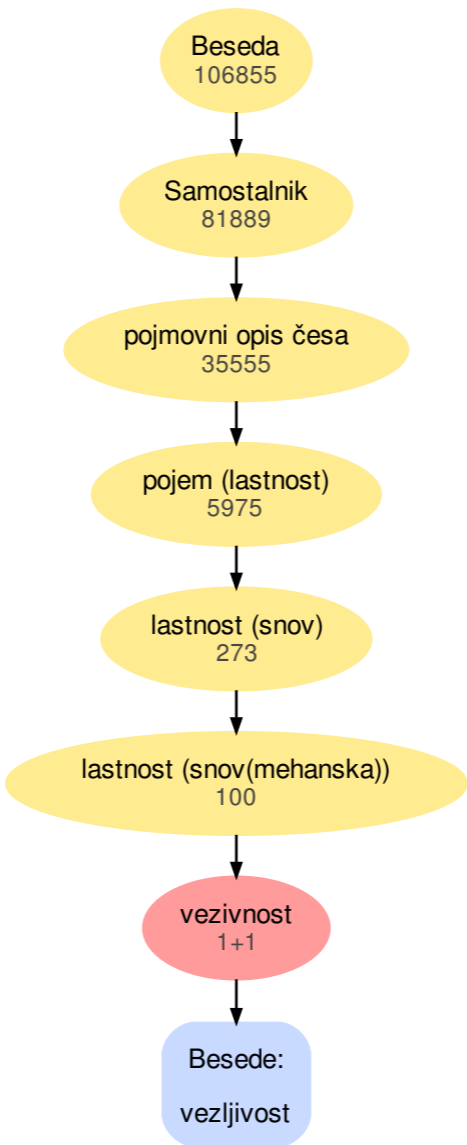 Beseda
106855
Samostalnik
81889
pojmovni opis česa
35555
pojem (lastnost)
5975
lastnost (snov)
273
lastnost (snov(mehanska))
100
vezivnost
1+1
Besede:
vezljivost